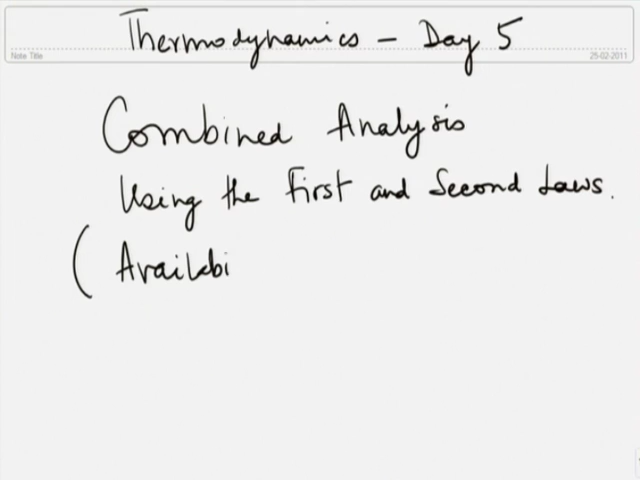 Thermodynamics - Day 5
Note Title
25-02-2011
Combined Analysis
Using the First and Second Laws.
( Availabi